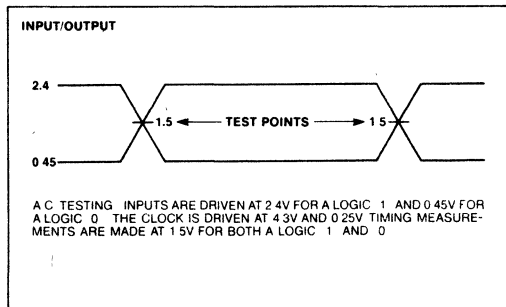 INPUT/OUTPUT
2.4
1.5 TEST POINTS 1 5
0 45
A C TESTING INPUTS ARE DRIVEN AT 2 4V FOR A LOGIC 1 AND 0 45V FOR
A LOGIC 0 THE CLOCK IS DRIVEN AT 4 3V AND 0 25V TIMING MEASURE-
MENTS ARE MADE AT 1 5V FOR BOTH A LOGIC 1 AND 0